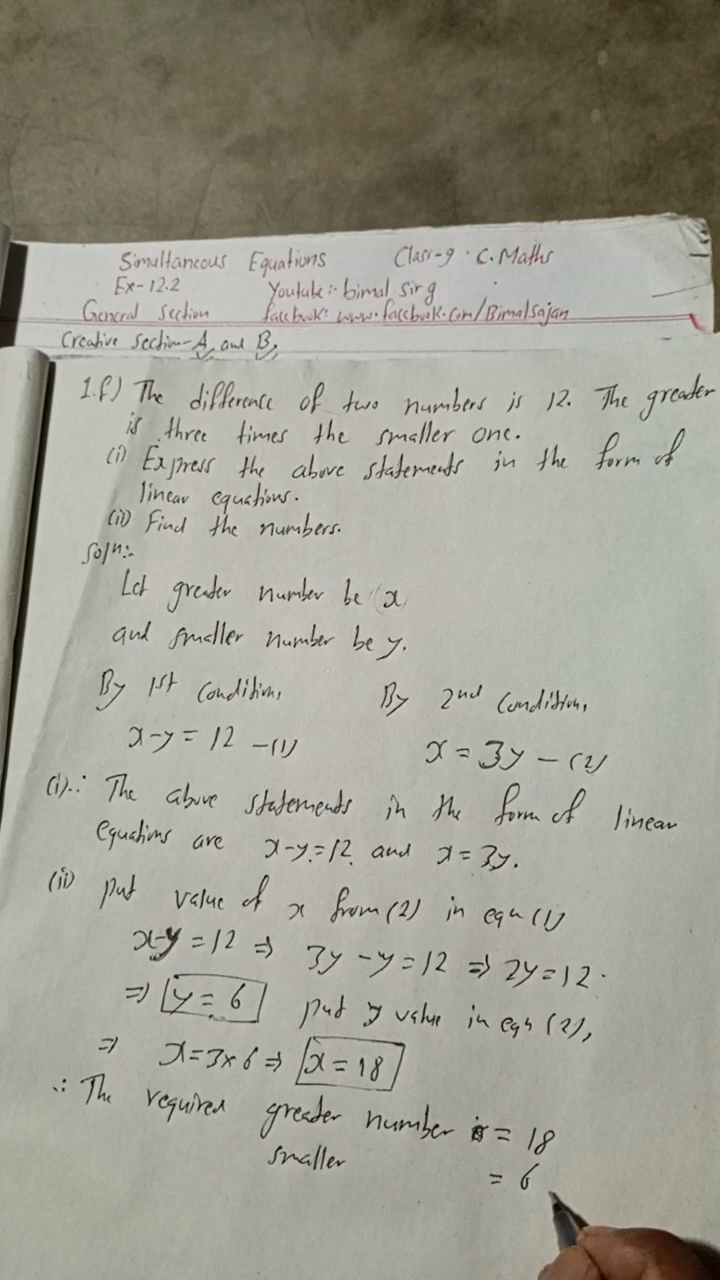 Simultaneous Equations Class-9. C. Maths
Ex-12.2 Youtube:- bimal sir g
General Section facebook: www.facebook.com/Bimalsajan
Creative Section-A, and B,
1.f) The difference of two numbers is 12. The greater
is three times the smaller one.
(i) Express the above statements in the form of
linear equations.
(ii) Find the numbers.
Soln:-
Let greater number be x
and smaller number be y.
By 1st condition, By 2nd condition,
x-y = 12 -(1) x = 3y - (2)
(i).∴ The above statements in the form of linear
equations are x-y=12 and x=3y.
(ii) put value of x from (2) in eqn (1)
x-y = 12 ⇒ 3y - y = 12 ⇒ 2y = 12.
⇒ y = 6 put y value in eqn (2),
⇒ x = 3×6 ⇒ x = 18
∴ The required greater number is = 18
smaller = 6